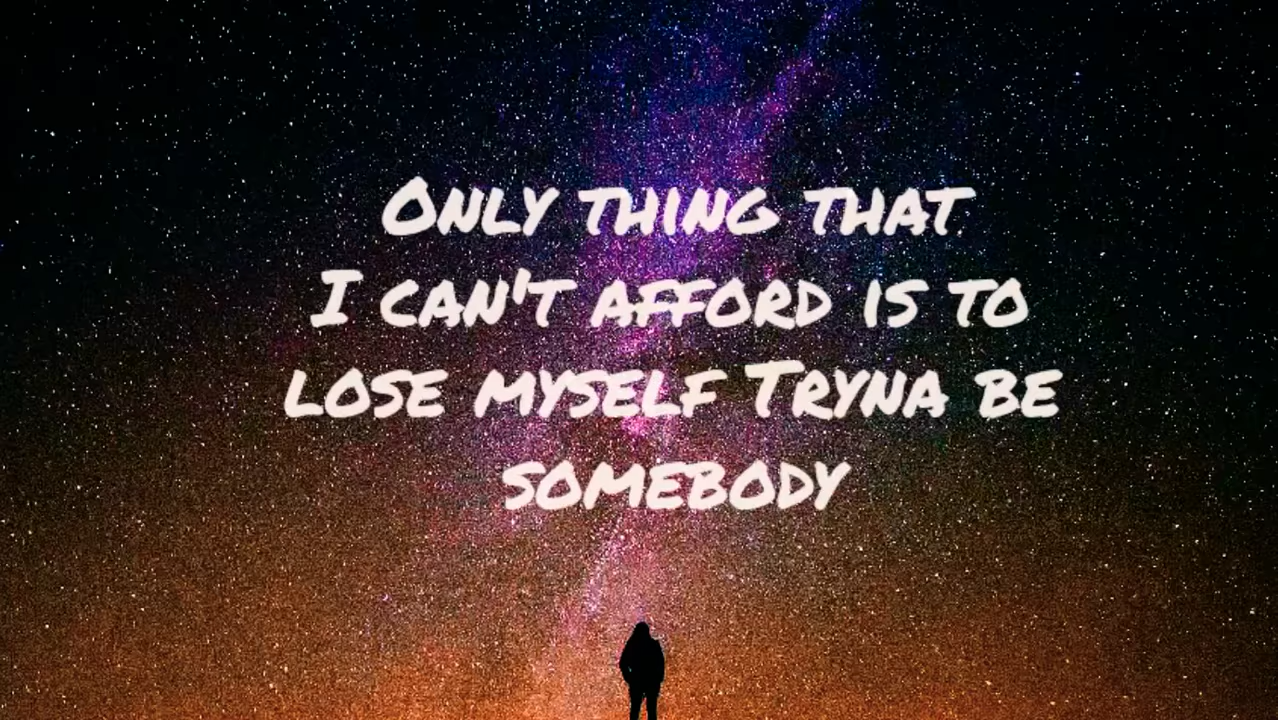 Only thing that
I can't afford is to
lose myself Tryna be
somebody